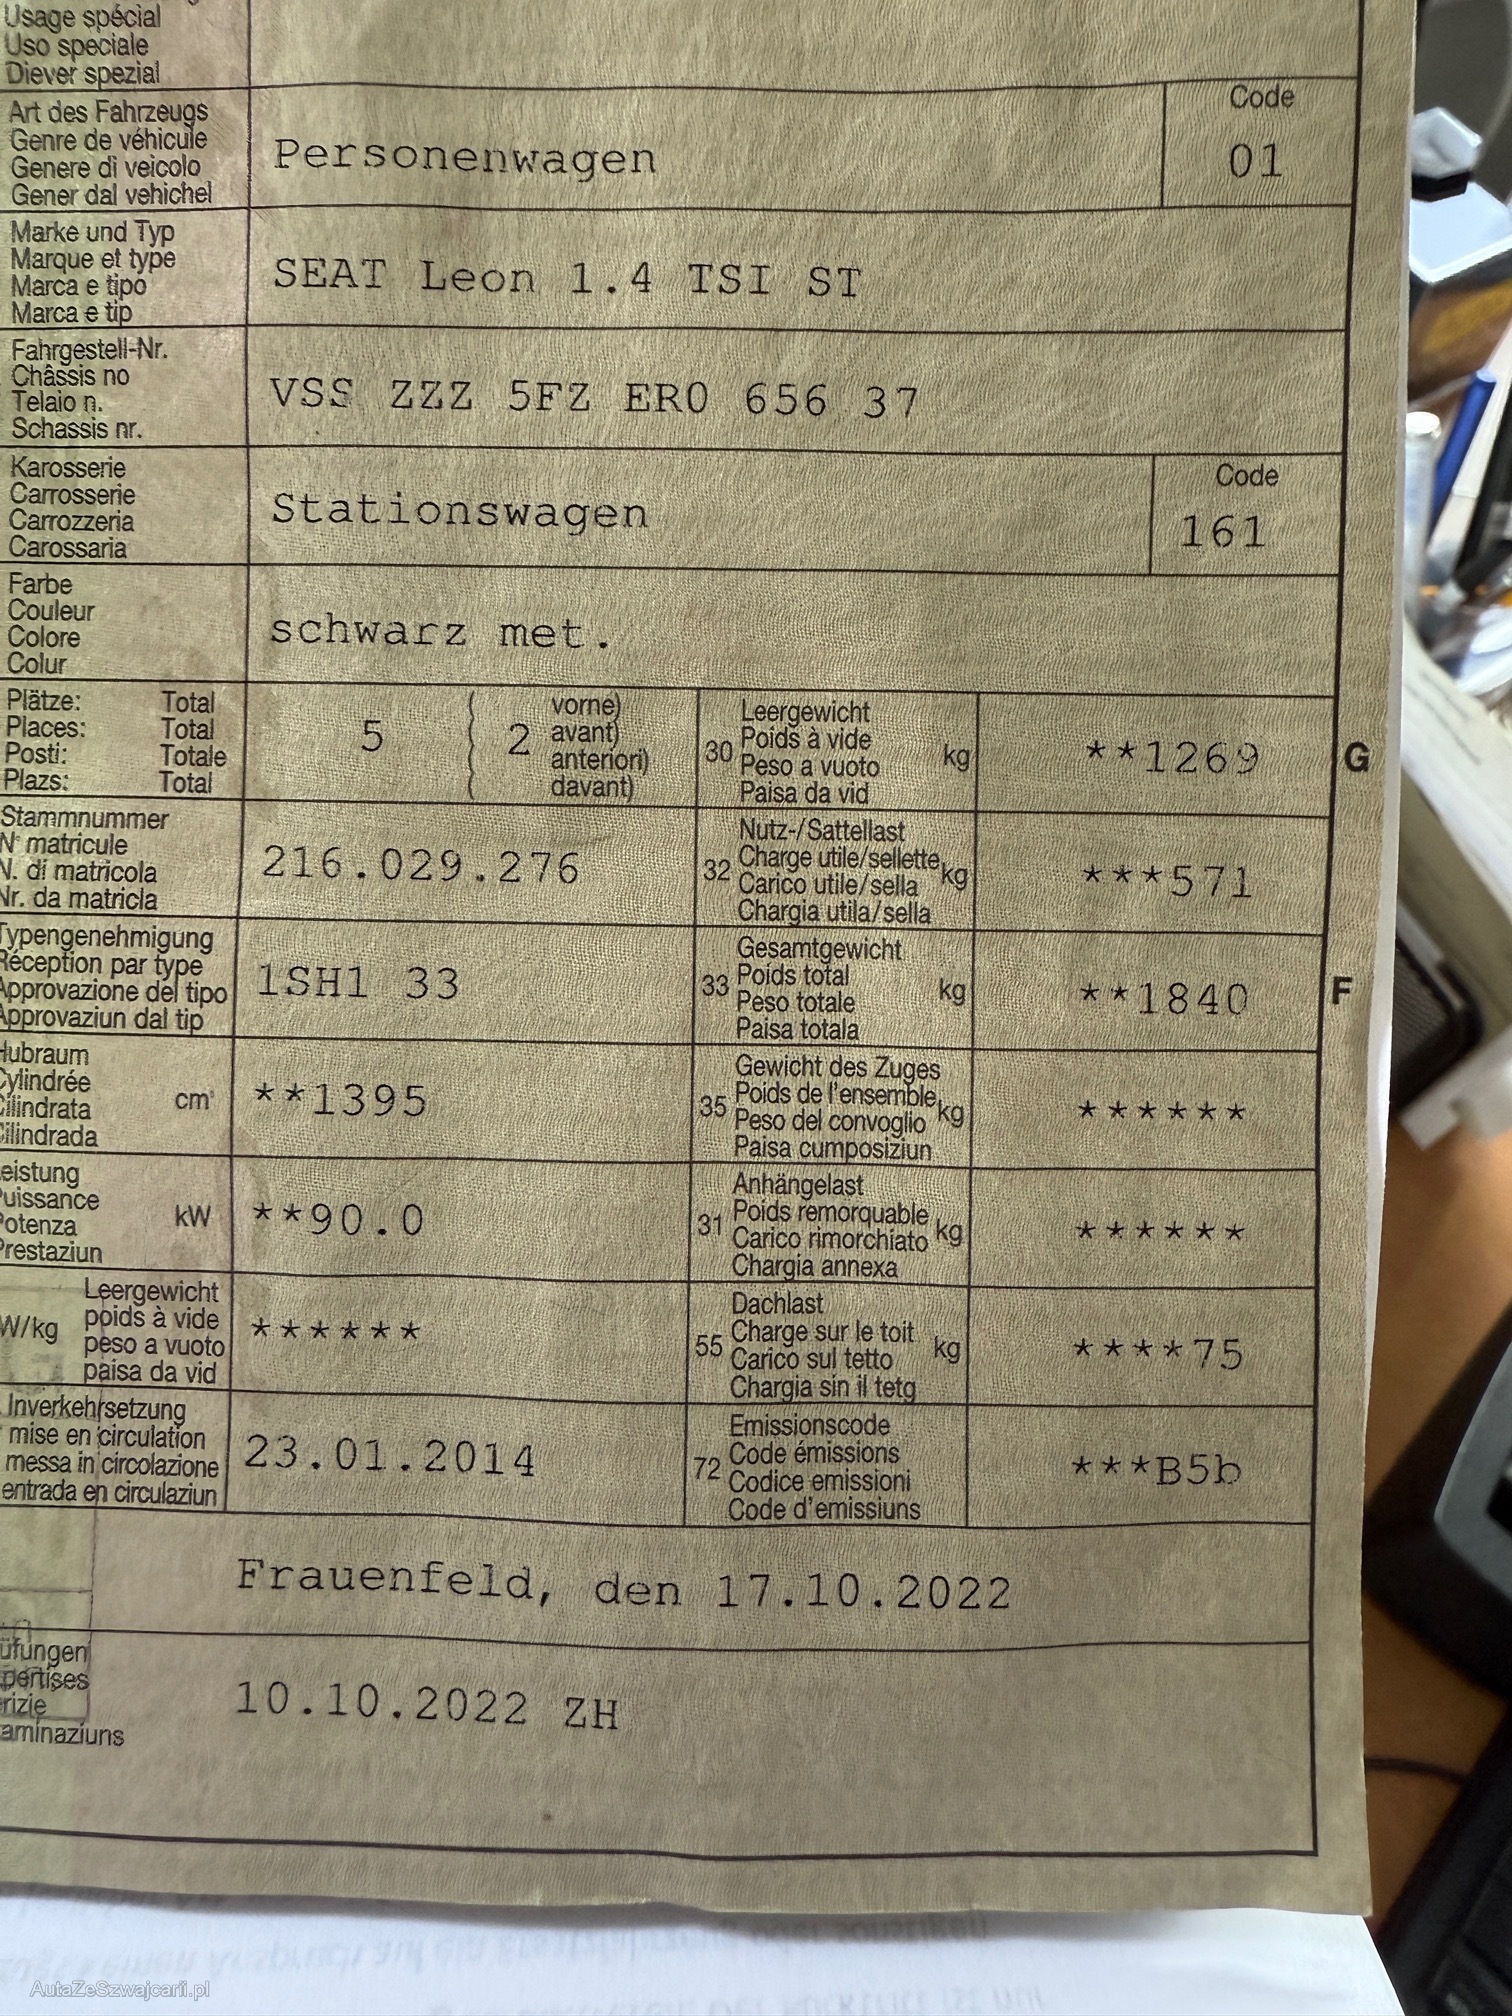 Usage spécial
Uso speciale
Diever spezial
Art des Fahrzeugs
Genre de véhicule
Genere di veicolo
Gener dal vehichel
Personenwagen
Code
01
Marke und Typ
Marque et type
Marca e tipo
Marca e tip
SEAT Leon 1.4 TSI ST
Fahrgestell-Nr.
Châssis no
Telaio n.
Schassis nr.
VSS ZZZ 5FZ ER0 656 37
Karosserie
Carrosserie
Carrozzeria
Carossaria
Stationswagen
Code
161
Farbe
Couleur
Colore
Colur
schwarz met.
Plätze: Total
Places: Total
Posti: Totale
Plazs: Total
5
2
vorne)
avant)
anteriori)
davant)
30
Leergewicht
Poids à vide
Peso a vuoto
Paisa da vid
kg
**1269
G
Stammnummer
N° matricule
N. di matricola
Nr. da matricla
216.029.276
32
Nutz-/Sattellast
Charge utile/sellette
Carico utile/sella
Chargia utila/sella
kg
***571
Typengenehmigung
Réception par type
Approvazione del tipo
Approvaziun dal tip
1SH1 33
33
Gesamtgewicht
Poids total
Peso totale
Paisa totala
kg
**1840
F
Hubraum
Cylindrée
Cilindrata
Cilindrada
cm³
**1395
35
Gewicht des Zuges
Poids de l'ensemble
Peso del convoglio
Paisa cumposiziun
kg
******
eistung
uissance
Potenza
Prestaziun
kW
**90.0
31
Anhängelast
Poids remorquable
Carico rimorchiato
Chargia annexa
kg
******
W/kg
Leergewicht
poids à vide
peso a vuoto
paisa da vid
******
55
Dachlast
Charge sur le toit
Carico sul tetto
Chargia sin il tetg
kg
****75
Inverkehrsetzung
mise en circulation
messa in circolazione
entrada en circulaziun
23.01.2014
72
Emissionscode
Code émissions
Codice emissioni
Code d'emissiuns
***B5b
Frauenfeld, den 17.10.2022
üfungen
pertises
rizie
aminaziuns
10.10.2022 ZH
AutaZeSzwajcarii.pl